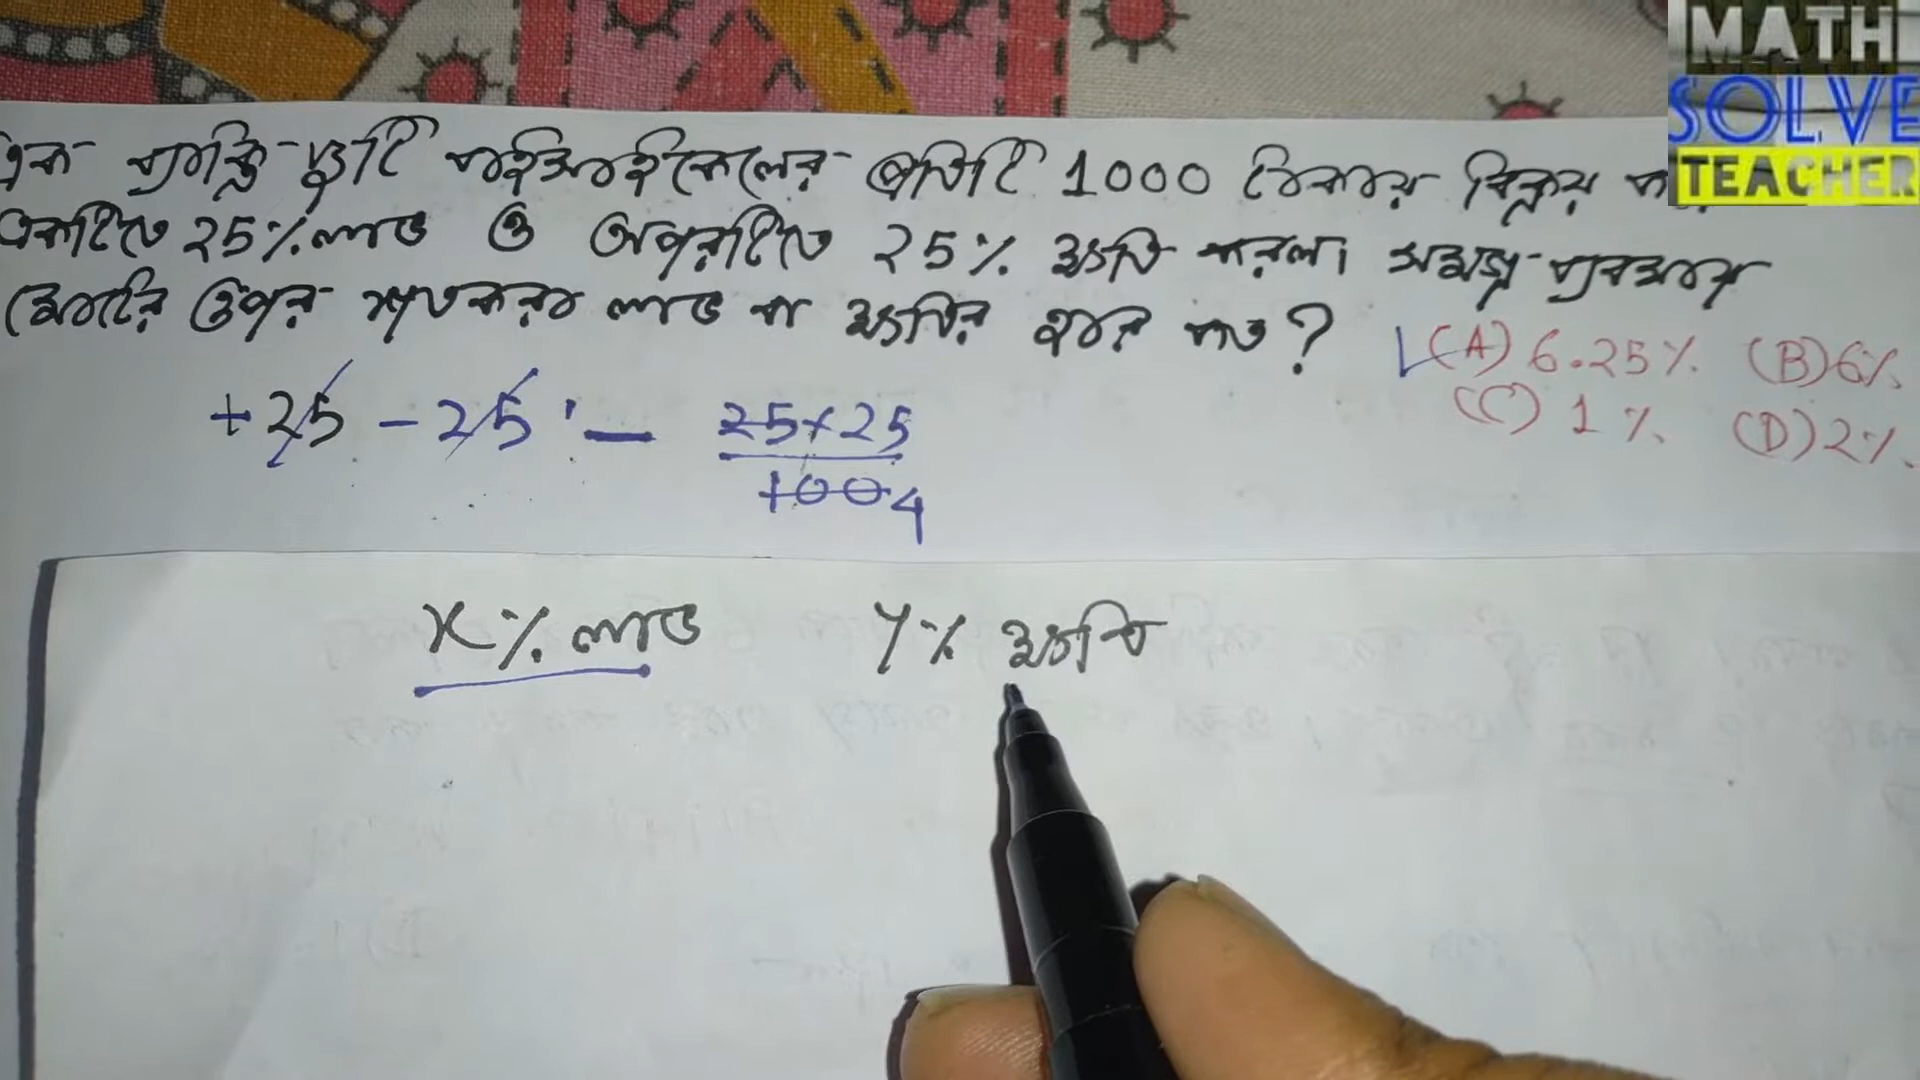 MATH
SOLVE
TEACHER
এক ব্যক্তি দুটি বাইসাইকেলের প্রতিটি 1000 টাকায় বিক্রয়
একটিতে 25% লাভ ও অপরটিতে 25% ক্ষতি করল। সমগ্র ব্যবসায়
মোটের উপর শতকরা লাভ বা ক্ষতির হার কত?
(A) 6.25% (B) 6%
(C) 1% (D) 2%
+25 - 25 - 25×25
100 4
X% লাভ Y% ক্ষতি